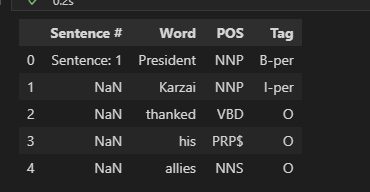 0.2s
Sentence # Word POS Tag
0 Sentence: 1 President NNP B-per
1 NaN Karzai NNP I-per
2 NaN thanked VBD O
3 NaN his PRP$ O
4 NaN allies NNS O